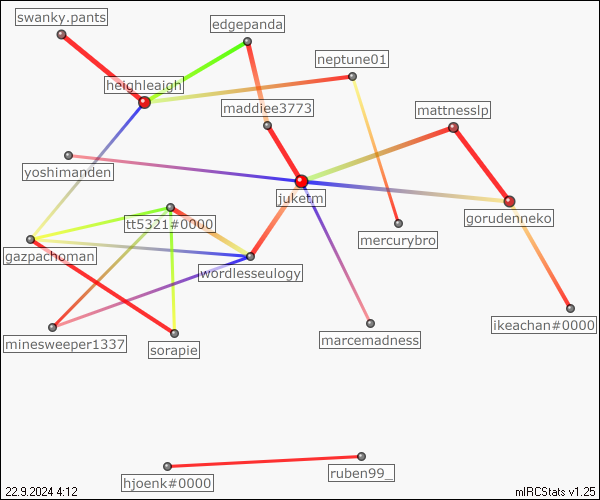 swanky.pants
edgepanda
neptune01
heighleaigh
maddiee3773
mattnesslp
yoshimanden
juketm
gorudenneko
tt5321#0000
mercurybro
gazpachoman
wordlesseulogy
ikeachan#0000
minesweeper1337
sorapie
marcemadness
ruben99_
hjoenk#0000
22.9.2024 4:12
mIRCStats v1.25